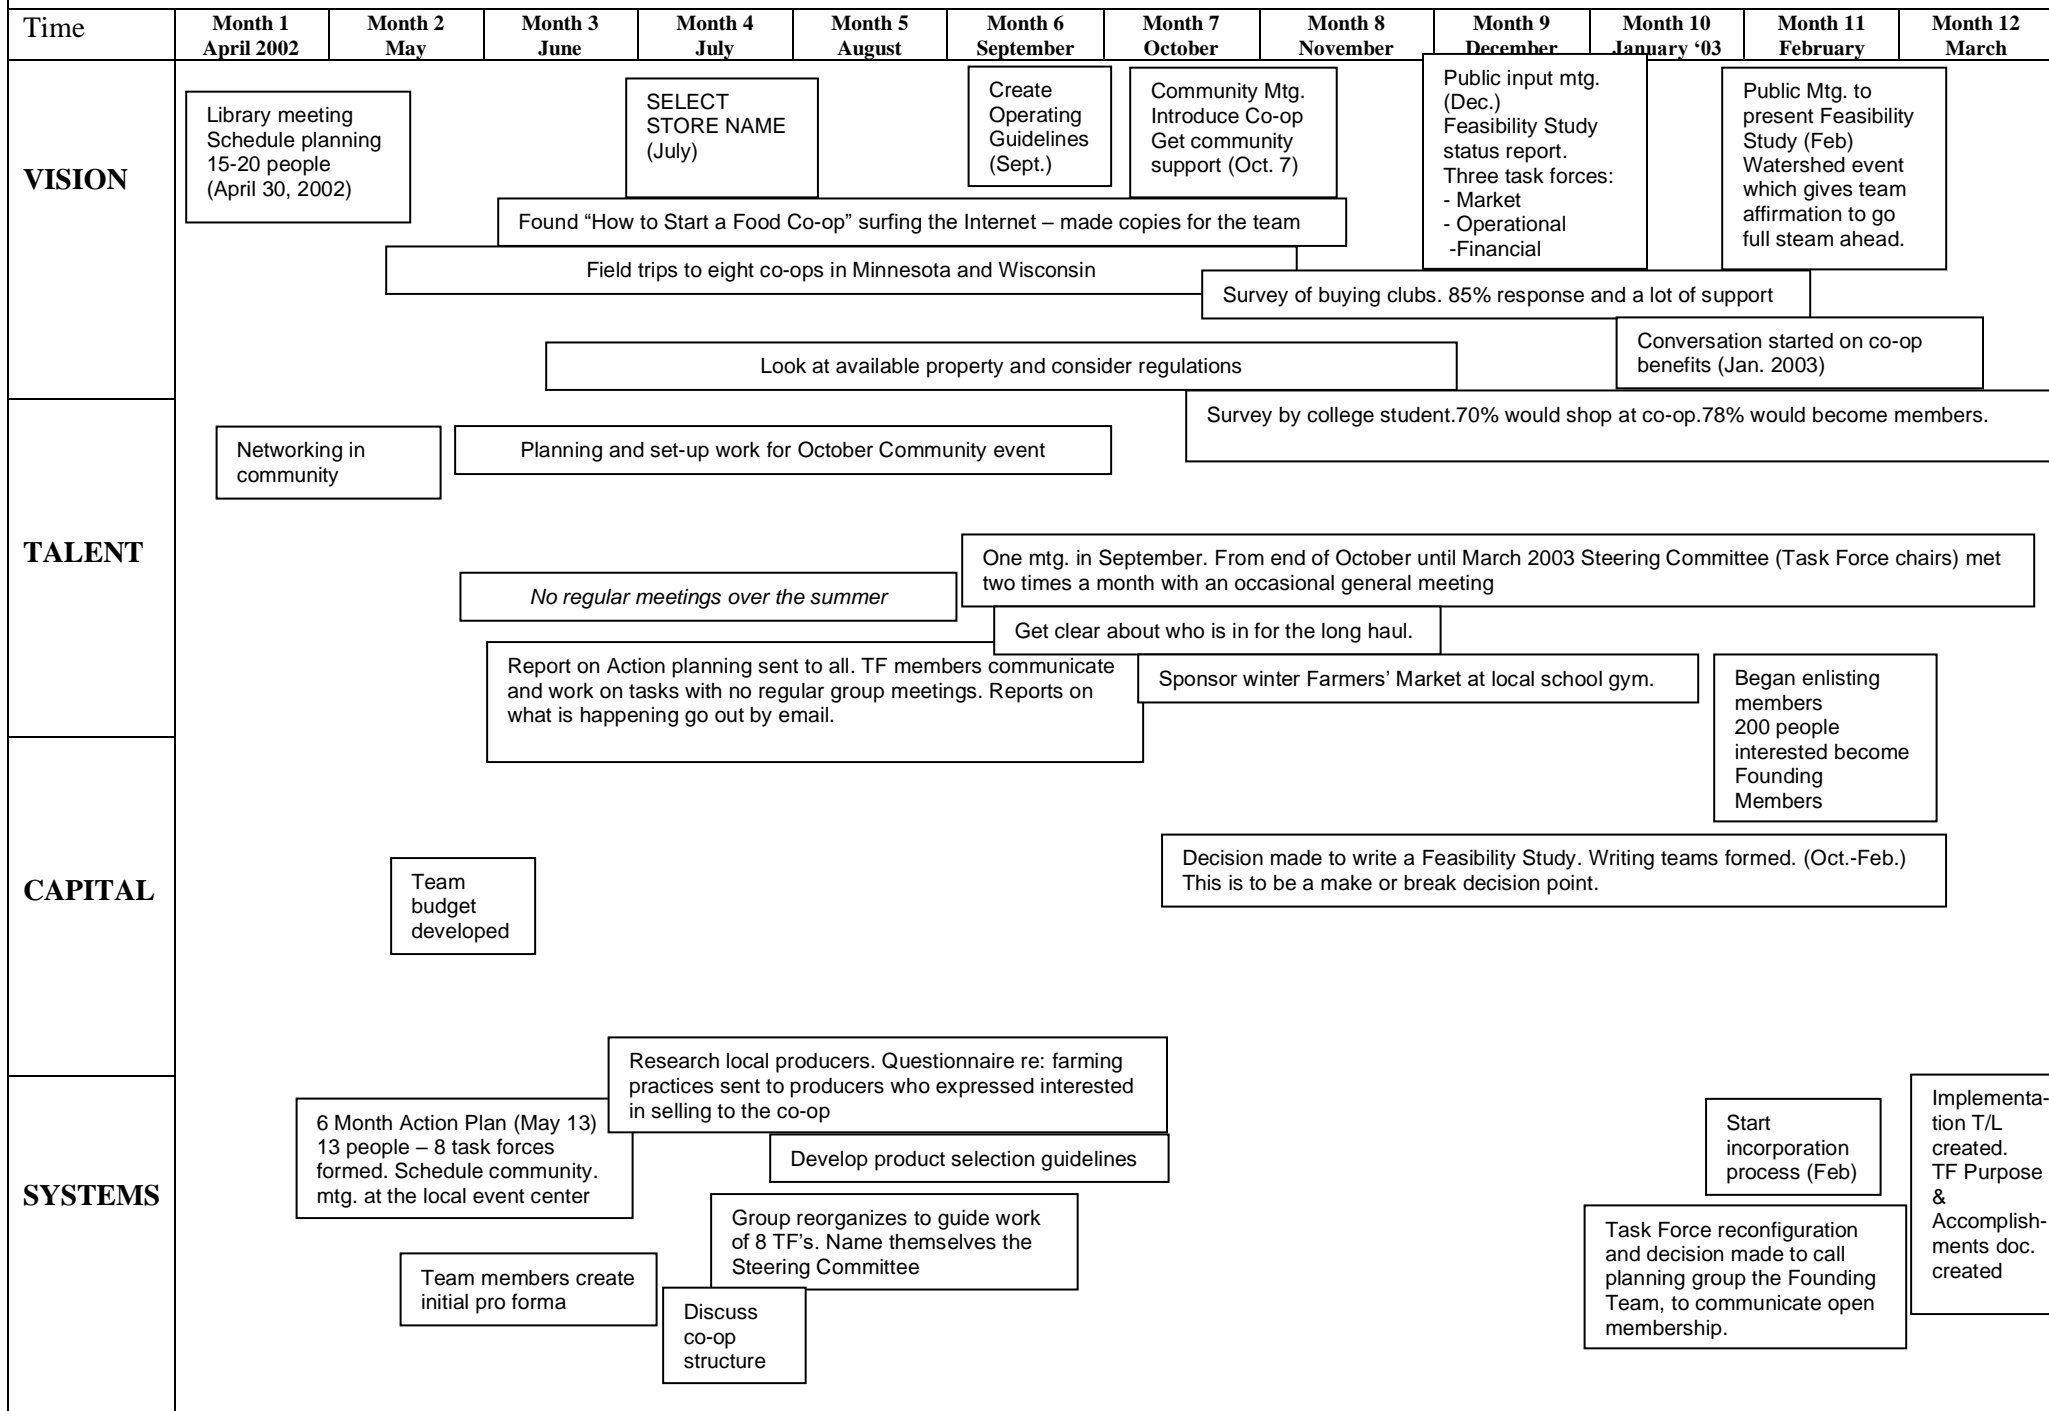 Time
Month 1
April 2002
Month 2
May
Month 3
June
Month 4
July
Month 5
August
Month 6
September
Month 7
October
Month 8
November
Month 9
December
Month 10
January ‘03
Month 11
February
Month 12
March
VISION
Library meeting
Schedule planning
15-20 people
(April 30, 2002)
SELECT
STORE NAME
(July)
Create
Operating
Guidelines
(Sept.)
Community Mtg.
Introduce Co-op
Get community
support (Oct. 7)
Public input mtg.
(Dec.)
Feasibility Study
status report.
Three task forces:
- Market
- Operational
-Financial
Public Mtg. to
present Feasibility
Study (Feb)
Watershed event
which gives team
affirmation to go
full steam ahead.
Found “How to Start a Food Co-op” surfing the Internet – made copies for the team
Field trips to eight co-ops in Minnesota and Wisconsin
Survey of buying clubs. 85% response and a lot of support
Conversation started on co-op
benefits (Jan. 2003)
Look at available property and consider regulations
Survey by college student.70% would shop at co-op.78% would become members.
TALENT
Networking in
community
Planning and set-up work for October Community event
One mtg. in September. From end of October until March 2003 Steering Committee (Task Force chairs) met
two times a month with an occasional general meeting
No regular meetings over the summer
Get clear about who is in for the long haul.
Report on Action planning sent to all. TF members communicate
and work on tasks with no regular group meetings. Reports on
what is happening go out by email.
Sponsor winter Farmers’ Market at local school gym.
Began enlisting
members
200 people
interested become
Founding
Members
CAPITAL
Team
budget
developed
Decision made to write a Feasibility Study. Writing teams formed. (Oct.-Feb.)
This is to be a make or break decision point.
SYSTEMS
Research local producers. Questionnaire re: farming
practices sent to producers who expressed interested
in selling to the co-op
6 Month Action Plan (May 13)
13 people – 8 task forces
formed. Schedule community.
mtg. at the local event center
Develop product selection guidelines
Group reorganizes to guide work
of 8 TF’s. Name themselves the
Steering Committee
Team members create
initial pro forma
Discuss
co-op
structure
Start
incorporation
process (Feb)
Task Force reconfiguration
and decision made to call
planning group the Founding
Team, to communicate open
membership.
Implementa-
tion T/L
created.
TF Purpose
&
Accomplish-
ments doc.
created